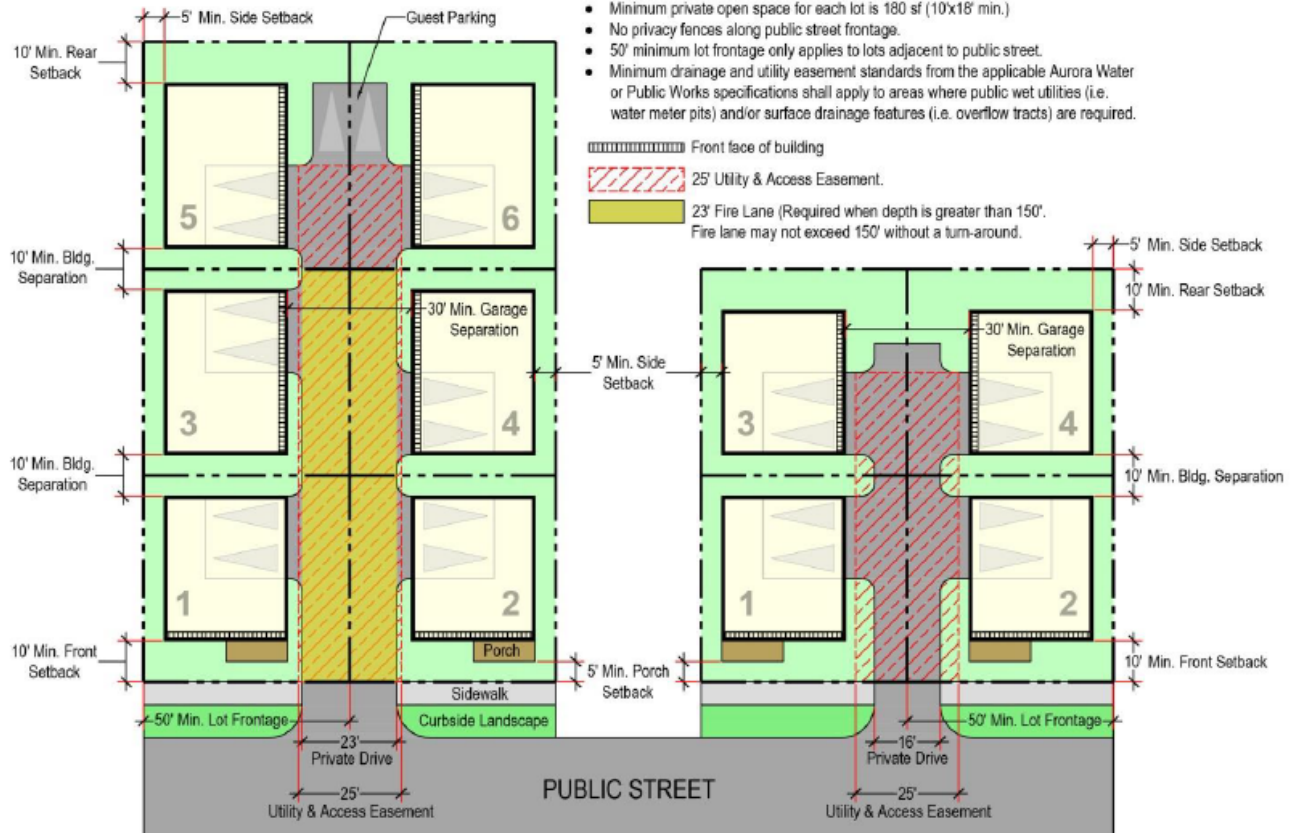 5' Min. Side Setback
Guest Parking
10' Min. Rear
Setback
• Minimum private open space for each lot is 180 sf (10'x18' min.)
• No privacy fences along public street frontage.
• 50' minimum lot frontage only applies to lots adjacent to public street.
• Minimum drainage and utility easement standards from the applicable Aurora Water
or Public Works specifications shall apply to areas where public wet utilities (i.e.
water meter pits) and/or surface drainage features (i.e. overflow tracts) are required.
Front face of building
25' Utility & Access Easement.
23' Fire Lane (Required when depth is greater than 150'.
Fire lane may not exceed 150' without a turn-around.
5
6
10' Min. Bldg.
Separation
30' Min. Garage
Separation
3
4
10' Min. Bldg.
Separation
1
2
10' Min. Front
Setback
Porch
5' Min. Side
Setback
5' Min. Porch
Setback
5' Min. Side Setback
10' Min. Rear Setback
30' Min. Garage
Separation
3
4
10' Min. Bldg. Separation
1
2
10' Min. Front Setback
Sidewalk
50' Min. Lot Frontage
Curbside Landscape
50' Min. Lot Frontage
23'
Private Drive
16'
Private Drive
PUBLIC STREET
25'
Utility & Access Easement
25'
Utility & Access Easement